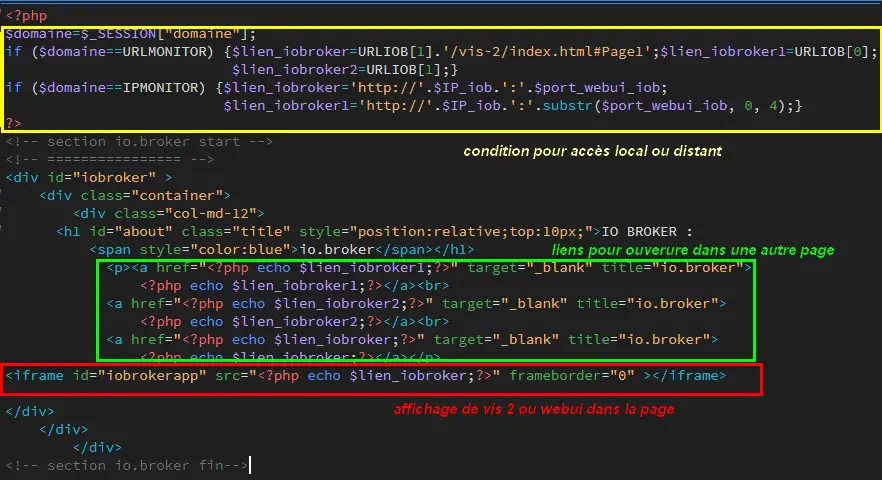 <?php
$domaine=$_SESSION["domaine"];
if ($domaine==URLMONITOR) {$lien_iobroker=URLIOB[1].'/vis-2/index.html#Page1';$lien_iobroker1=URLIOB[0];
$lien_iobroker2=URLIOB[1];}
if ($domaine==IPMONITOR) {$lien_iobroker='http://'.$IP_iob.':'.$port_webui_iob;
$lien_iobroker1='http://'.$IP_iob.':'.substr($port_webui_iob, 0, 4);}
?>
<!-- section io.broker start -->
condition pour accès local ou distant
<!-- ================ -->
<div id="iobroker" >
<div class="container">
<div class="col-md-12">
<h1 id="about" class="title" style="position:relative;top:10px;">IO BROKER :
<span style="color:blue">io.broker</span></h1>
liens pour ouverure dans une autre page
<p><a href="<?php echo $lien_iobroker1;?>" target="_blank" title="io.broker">
<?php echo $lien_iobroker1;?></a><br>
<a href="<?php echo $lien_iobroker2;?>" target="_blank" title="io.broker">
<?php echo $lien_iobroker2;?></a><br>
<a href="<?php echo $lien_iobroker;?>" target="_blank" title="io.broker">
<?php echo $lien_iobroker;?></a></p>
<iframe id="iobrokerapp" src="<?php echo $lien_iobroker;?>" frameborder="0" ></iframe>
affichage de vis 2 ou webui dans la page
</div>
</div>
</div>
<!-- section io.broker fin-->